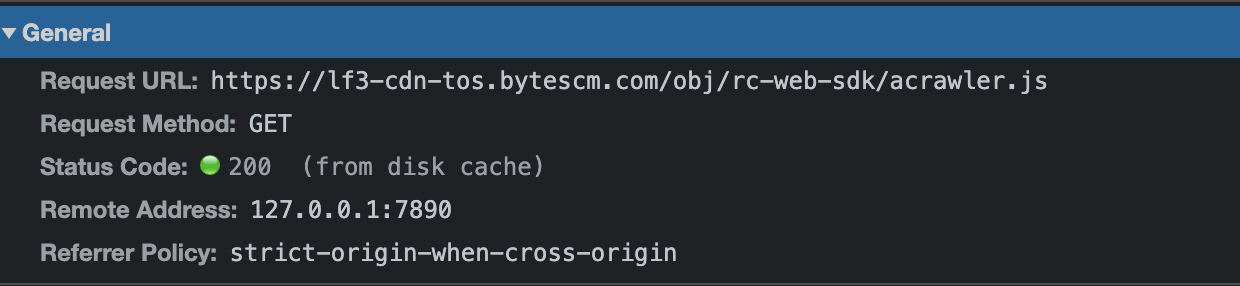 General
Request URL: https://lf3-cdn-tos.bytescm.com/obj/rc-web-sdk/acrawler.js
Request Method: GET
Status Code: 200 (from disk cache)
Remote Address: 127.0.0.1:7890
Referrer Policy: strict-origin-when-cross-origin